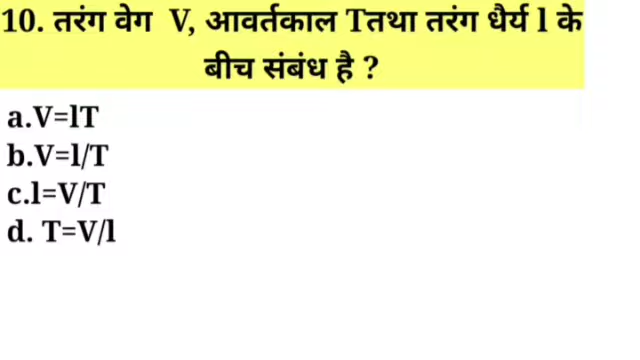 10. तरंग वेग V, आवर्तकाल Tतथा तरंग धैर्य l के
बीच संबंध है ?
a.V=lT
b.V=l/T
c.l=V/T
d. T=V/l